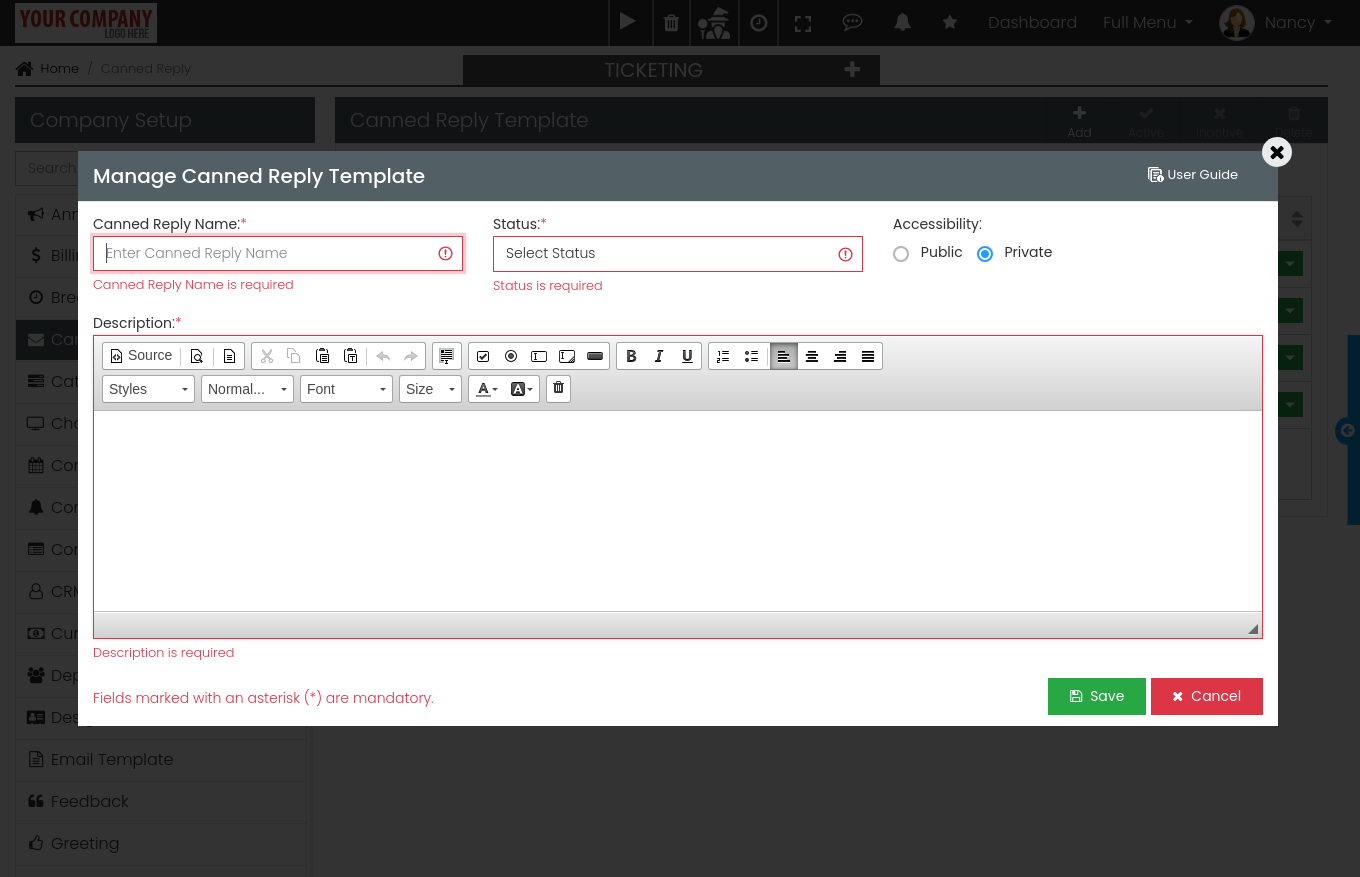 YOUR COMPANY
LOGO HERE
Dashboard
Full Menu
Nancy
Home / Canned Reply
TICKETING
Company Setup
Canned Reply Template
Add
Active
Inactive
Delete
Search
Manage Canned Reply Template
User Guide
Canned Reply Name:*
Enter Canned Reply Name
Canned Reply Name is required
Status:*
Select Status
Status is required
Accessibility:
Public
Private
Description:*
Source
B I U
Styles
Normal...
Font
Size
A
A
Description is required
Fields marked with an asterisk (*) are mandatory.
Save
Cancel
Ann
Billi
Bre
Can
Cat
Cha
Con
Con
Con
CRM
Cur
Dep
Des
Email Template
Feedback
Greeting